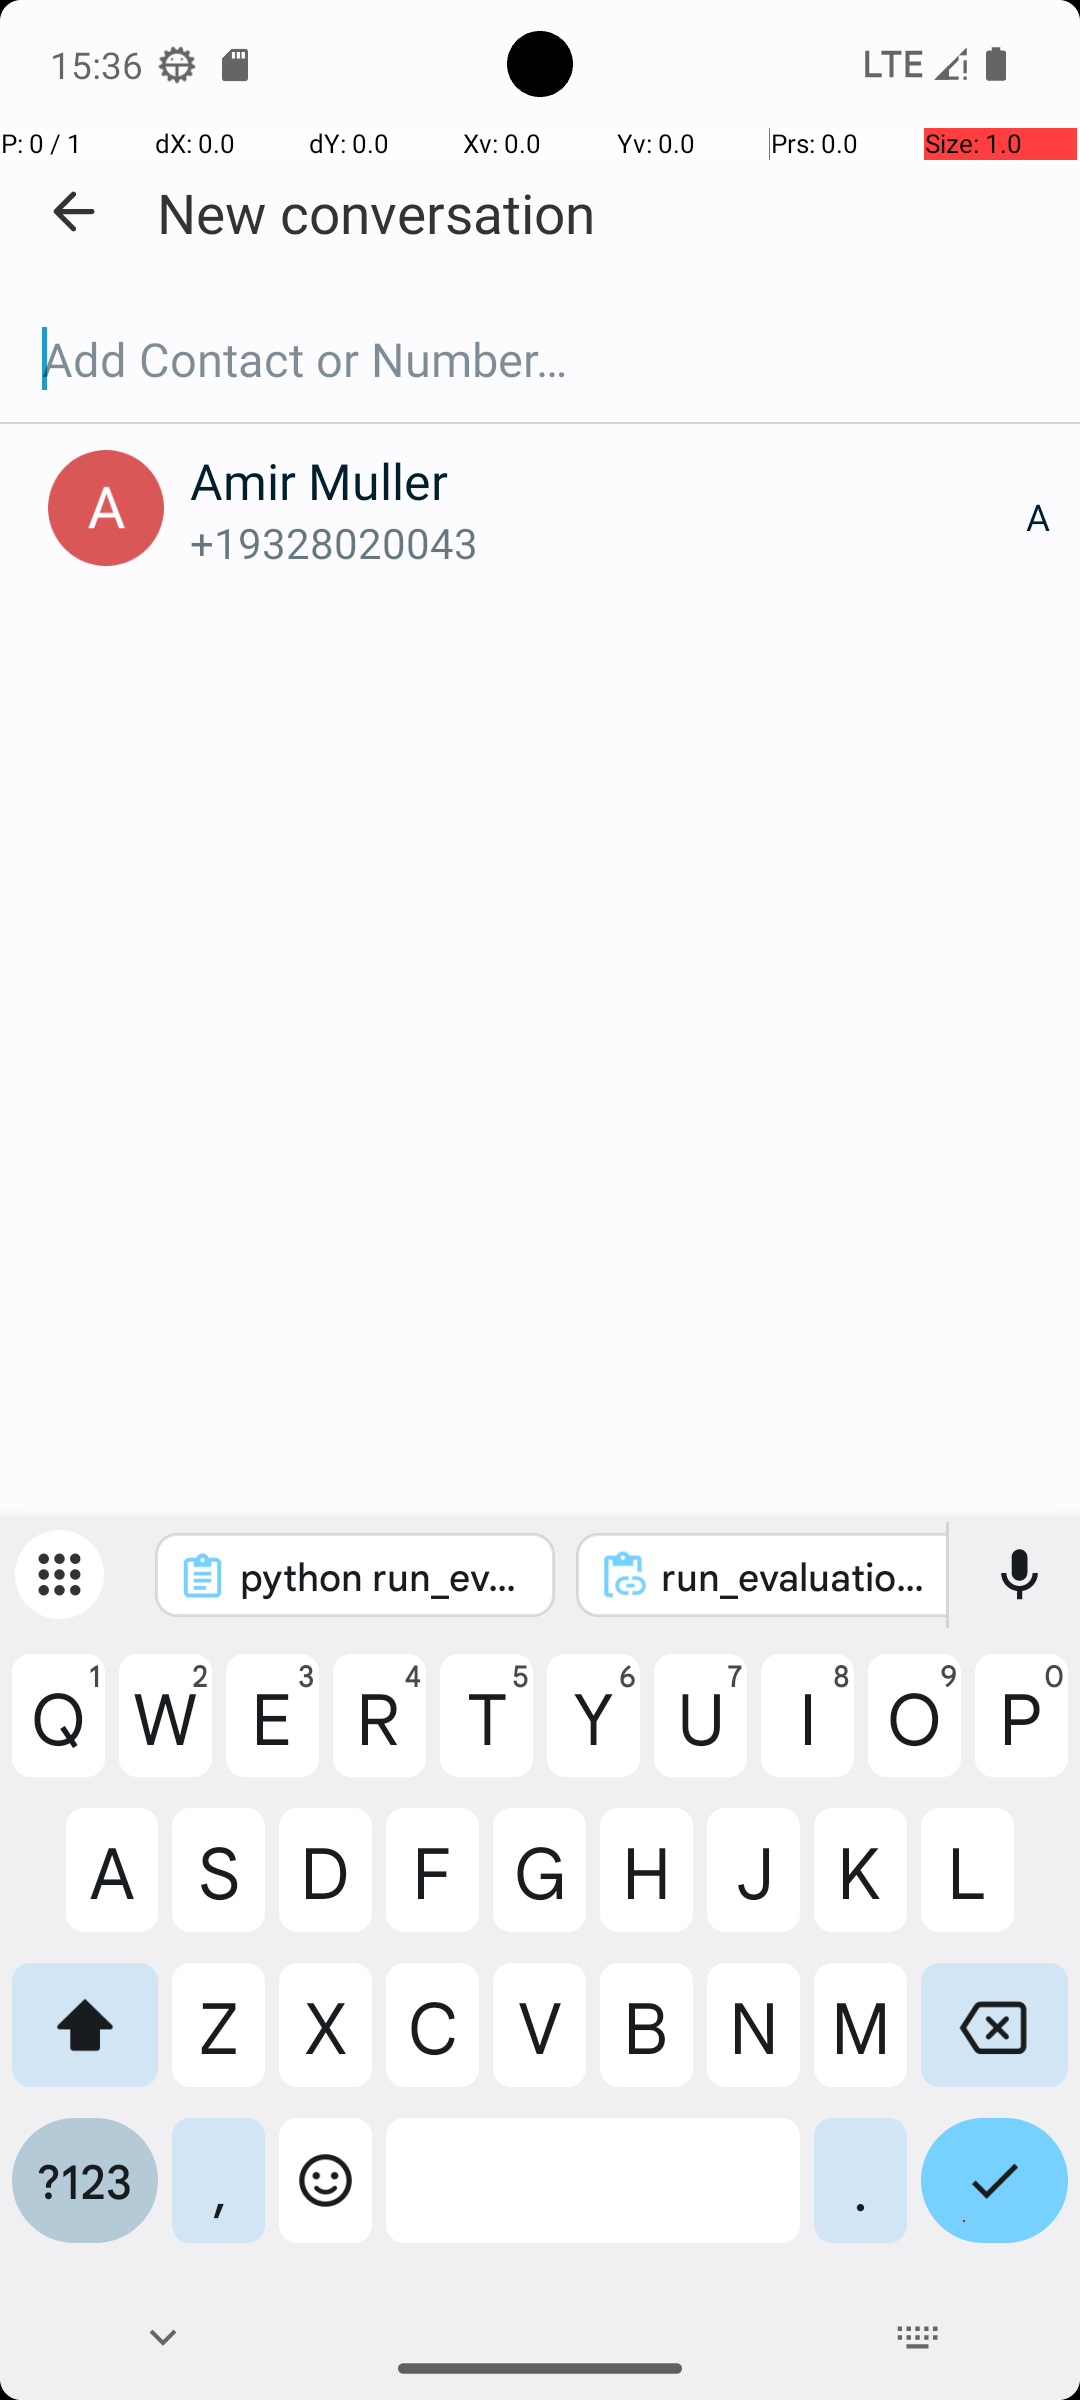 15:36 LTE
P: 0 / 1 dX: 0.0 dY: 0.0 Xv: 0.0 Yv: 0.0 Prs: 0.0 Size: 1.0
New conversation
Add Contact or Number...
A Amir Muller A
+19328020043
python run_ev... run_evaluatio...
Q 1 W 2 E 3 R 4 T 5 Y 6 U 7 I 8 O 9 P 0
A S D F G H J K L
Z X C V B N M
?123 , .